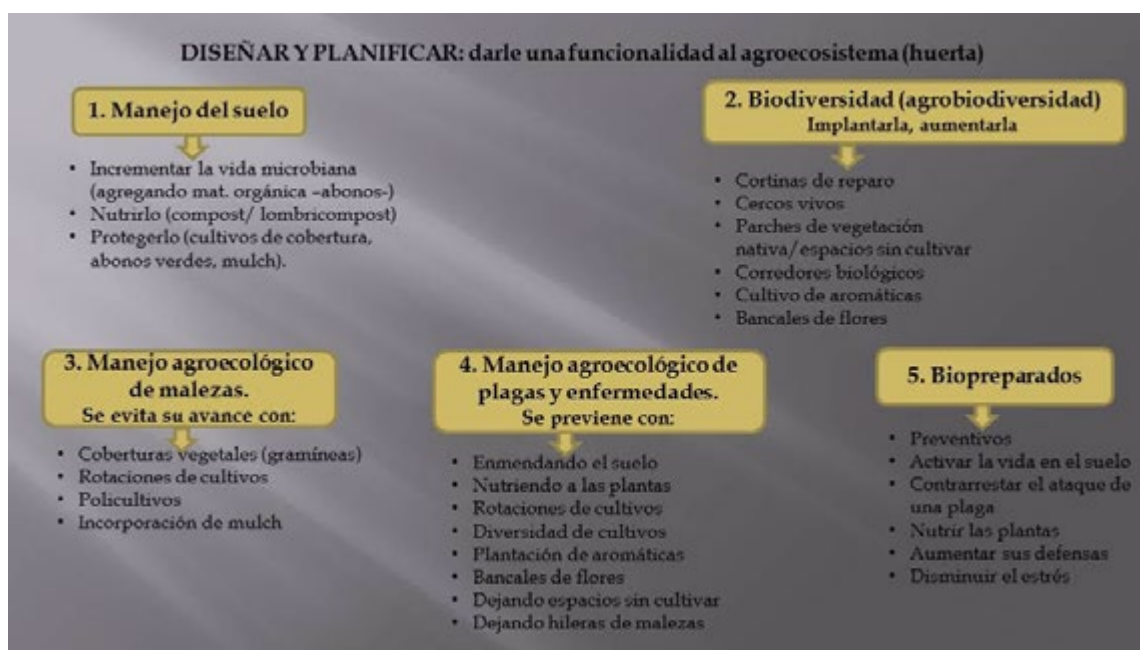 DISEÑAR Y PLANIFICAR: darle una funcionalidad al agroecosistema (huerta)
1. Manejo del suelo
• Incrementar la vida microbiana
(agregando mat. orgánica –abonos-)
• Nutrirlo (compost/ lombricompost)
• Protegerlo (cultivos de cobertura,
abonos verdes, mulch).
2. Biodiversidad (agrobiodiversidad)
Implantarla, aumentarla
• Cortinas de reparo
• Cercos vivos
• Parches de vegetación
nativa/ espacios sin cultivar
• Corredores biológicos
• Cultivo de aromáticas
• Bancales de flores
3. Manejo agroecológico
de malezas.
Se evita su avance con:
• Coberturas vegetales (gramíneas)
• Rotaciones de cultivos
• Policultivos
• Incorporación de mulch
4. Manejo agroecológico de
plagas y enfermedades.
Se previene con:
• Enmendando el suelo
• Nutriendo a las plantas
• Rotaciones de cultivos
• Diversidad de cultivos
• Plantación de aromáticas
• Bancales de flores
• Dejando espacios sin cultivar
• Dejando hileras de malezas
5. Biopreparados
• Preventivos
• Activar la vida en el suelo
• Contrarrestar el ataque de
una plaga
• Nutrir las plantas
• Aumentar sus defensas
• Disminuir el estrés